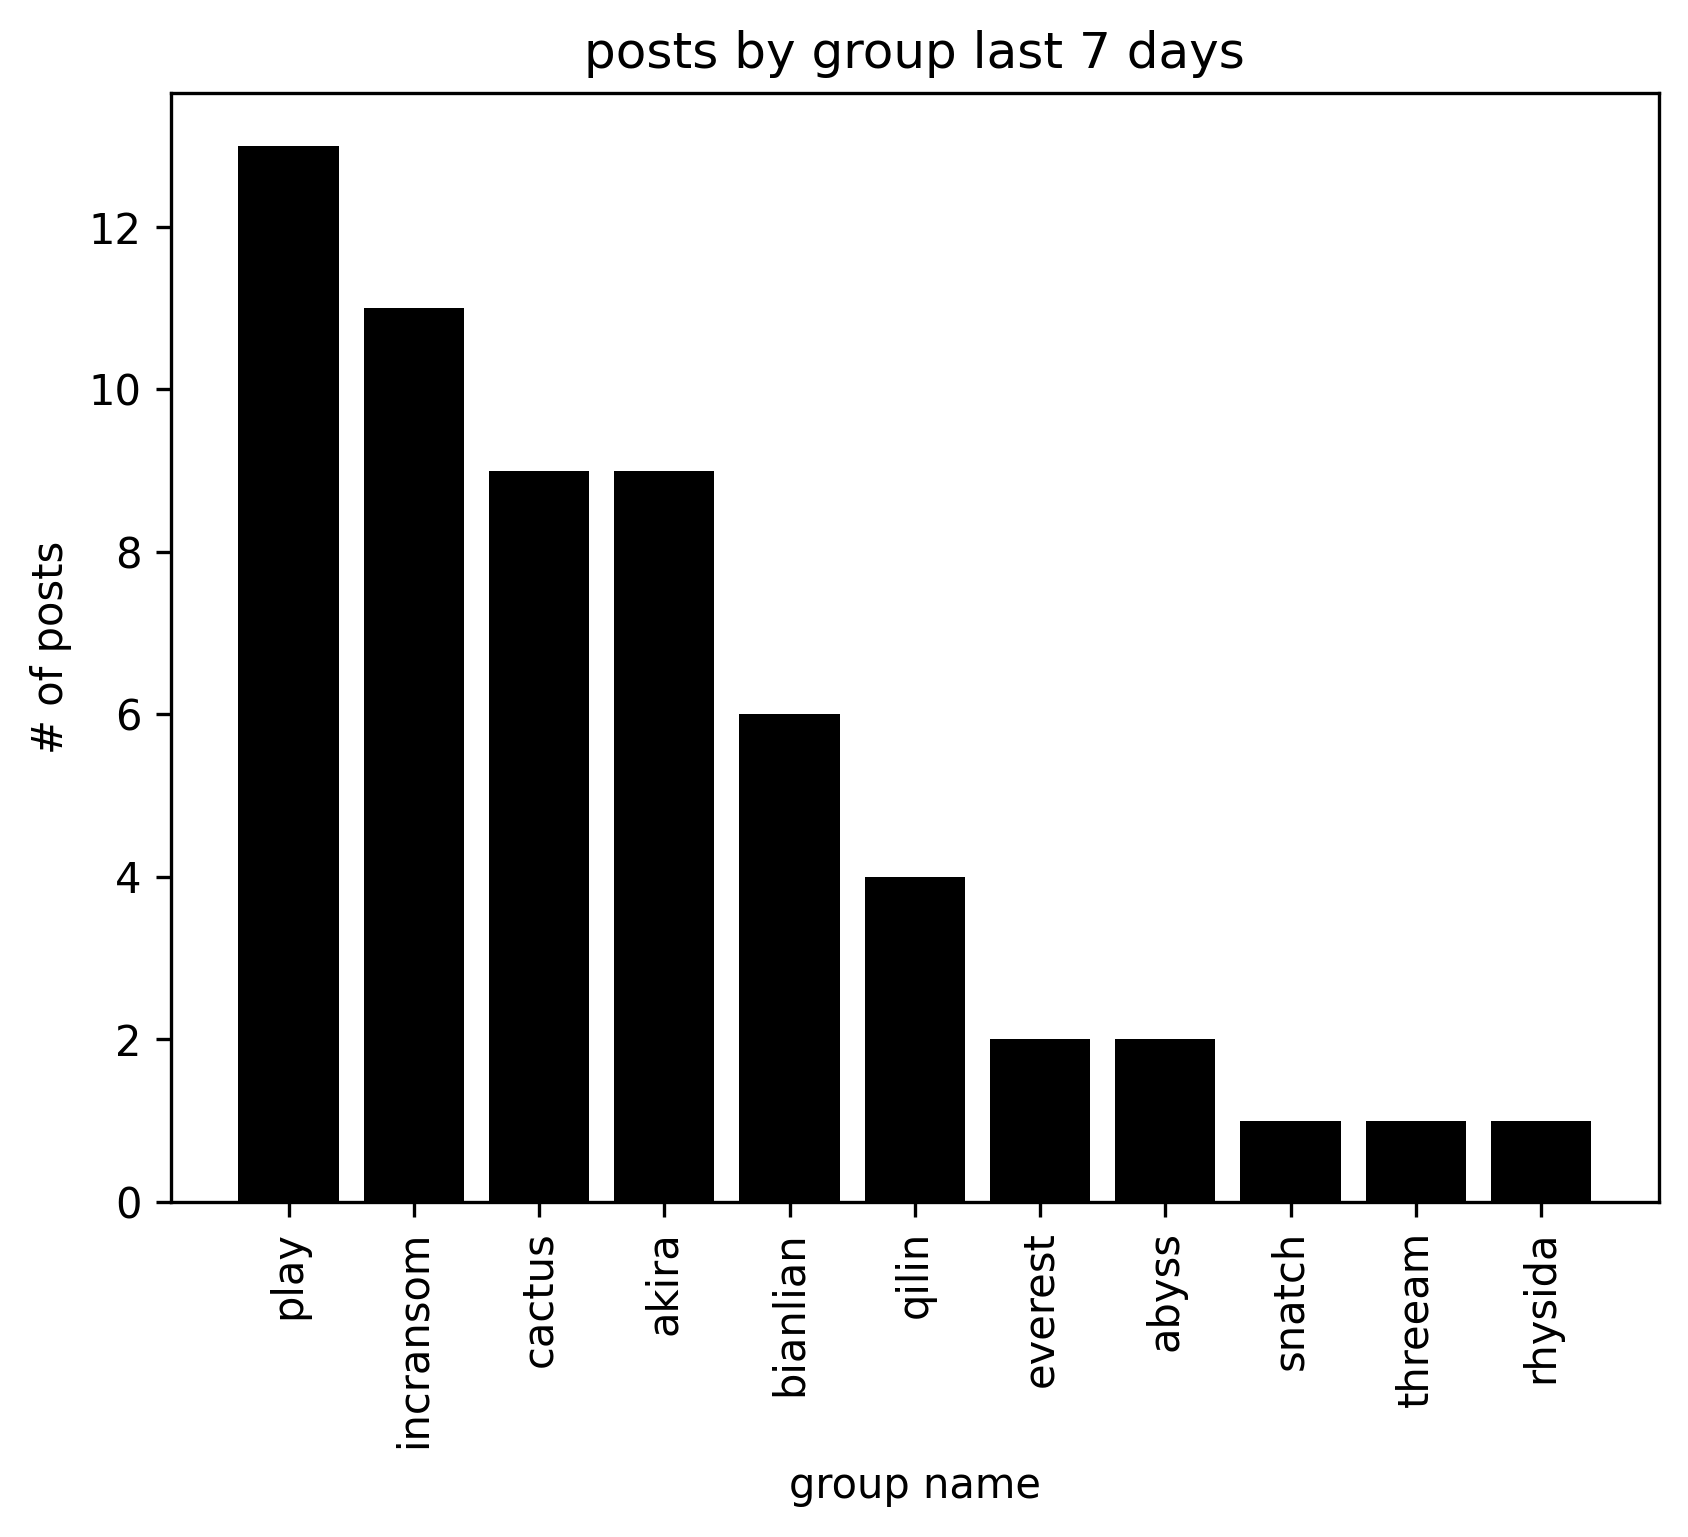 posts by group last 7 days
# of posts
12
10
8
6
4
2
0
play
incransom
cactus
akira
bianlian
qilin
everest
abyss
snatch
threeam
rhysida
group name